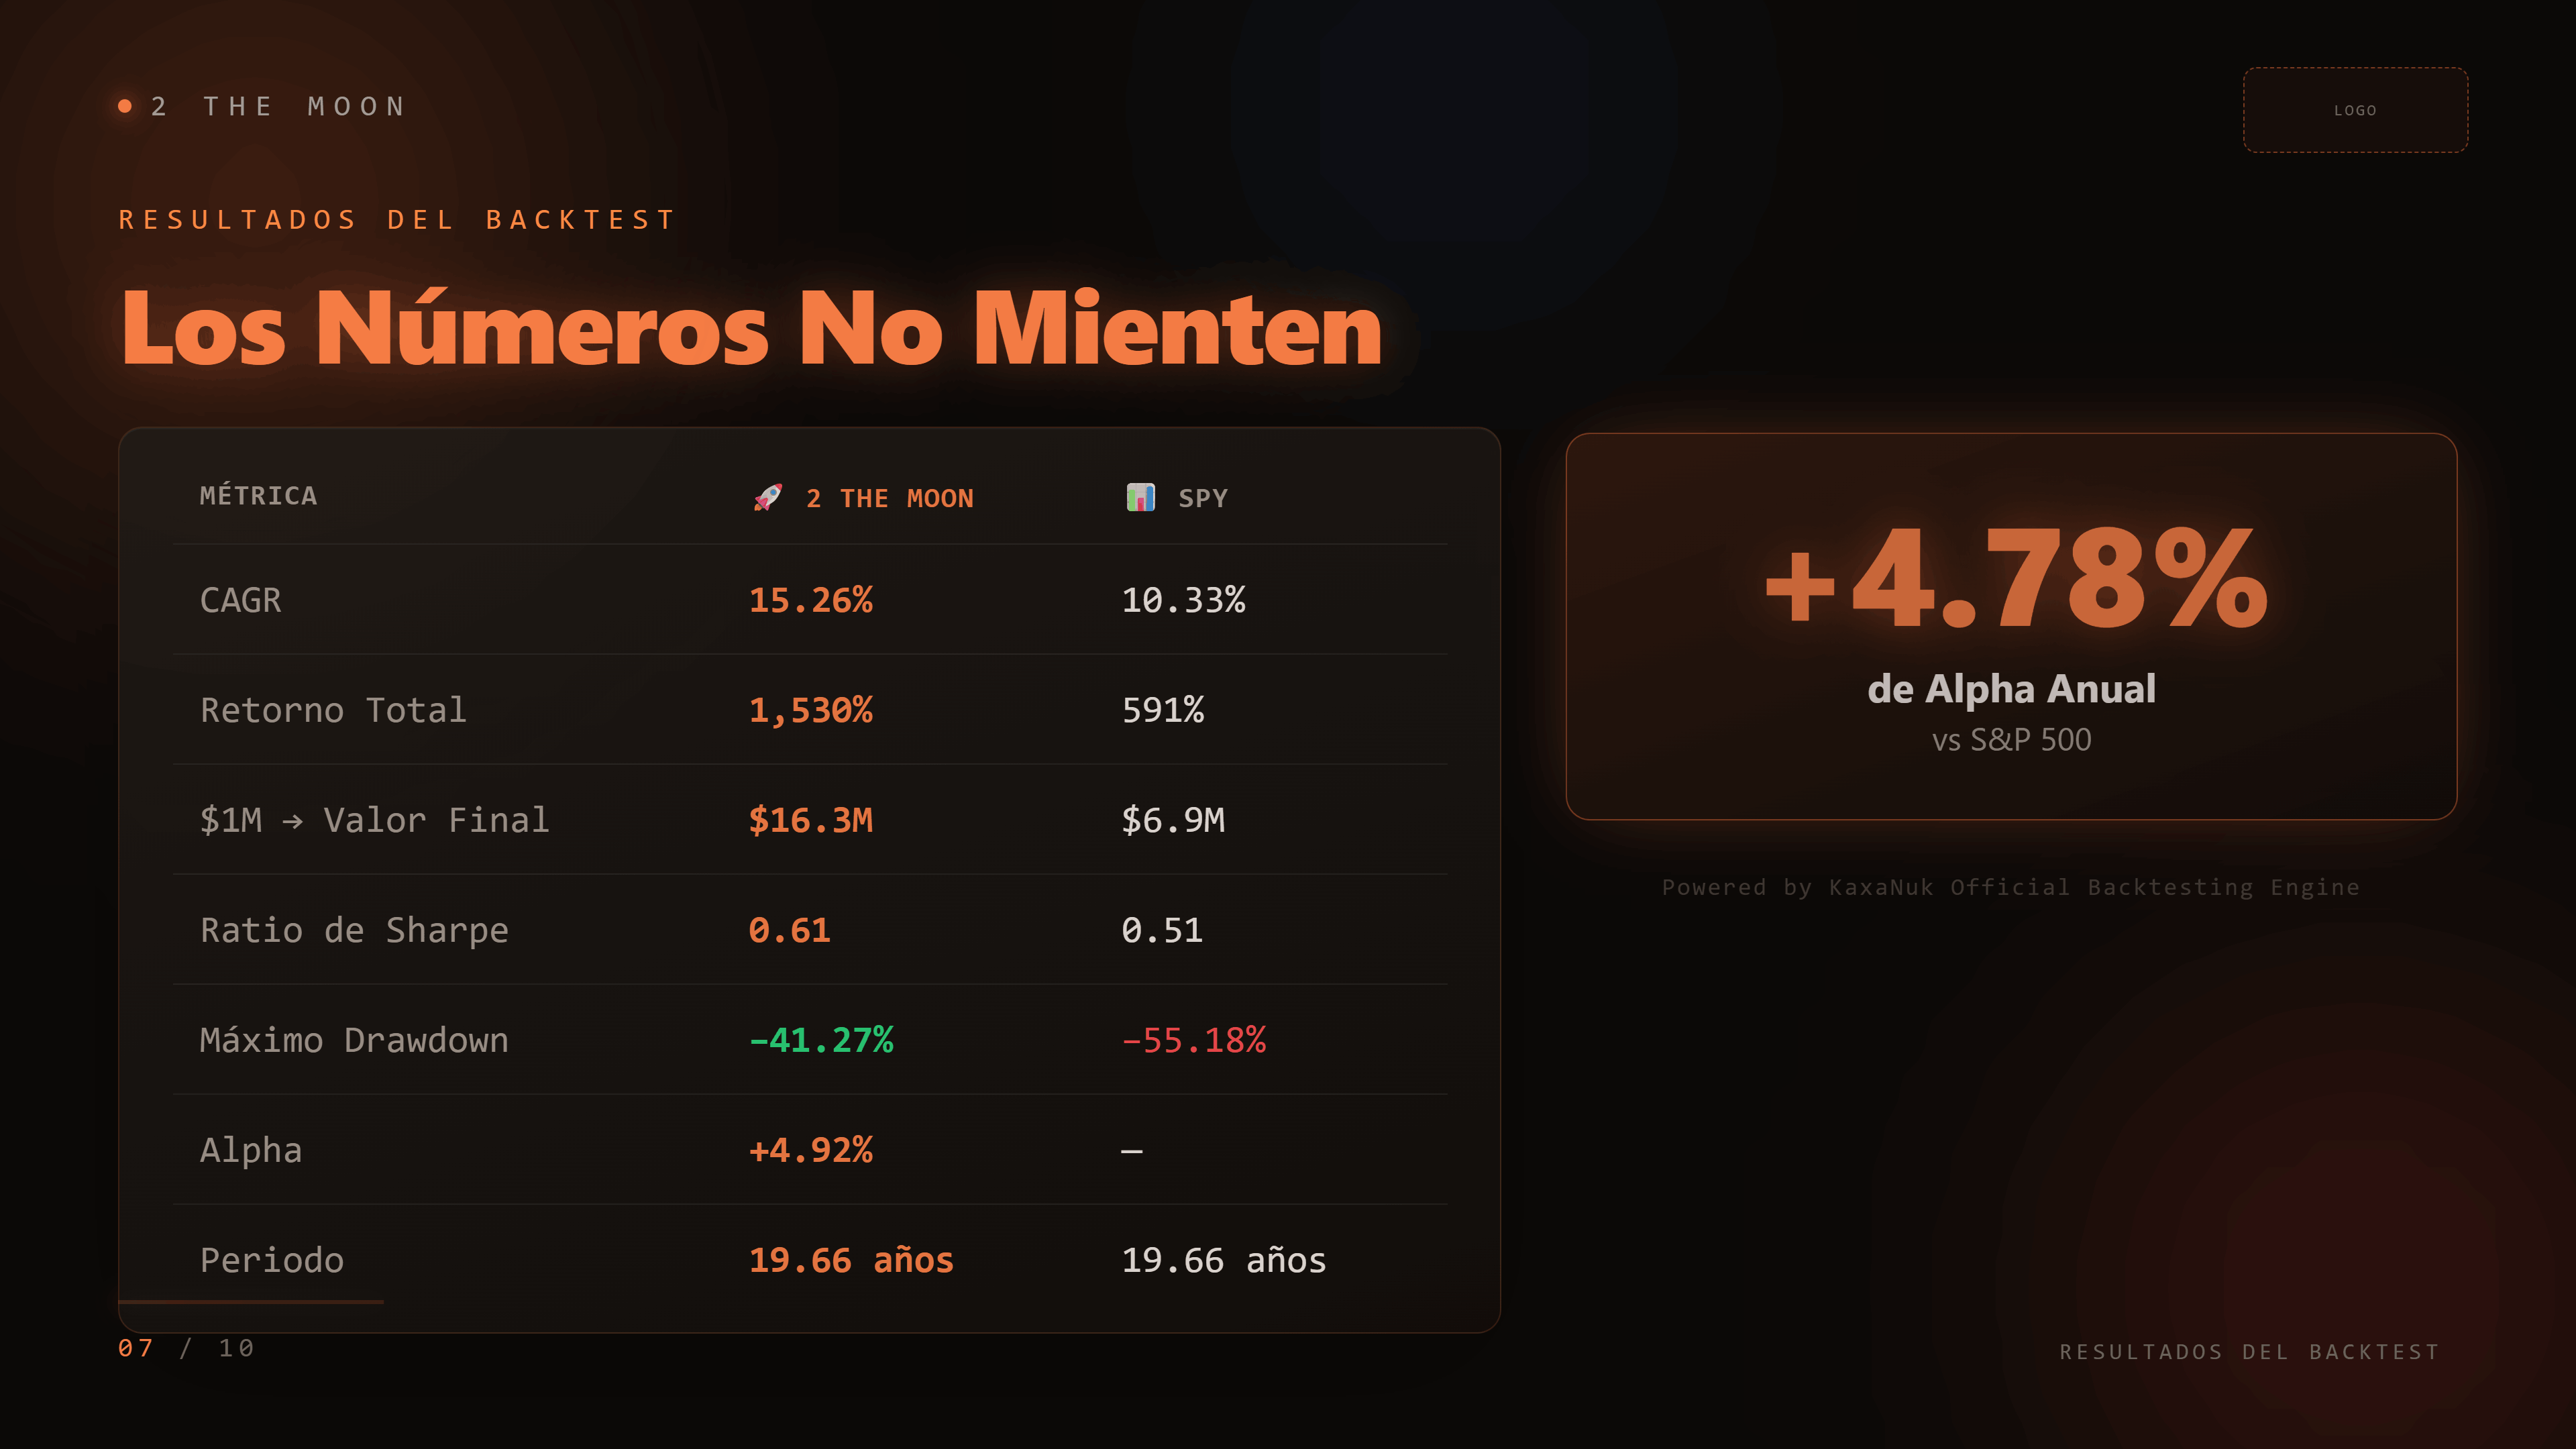 2 THE MOON
LOGO
RESULTADOS DEL BACKTEST
Los Números No Mienten
MÉTRICA 🚀 2 THE MOON 📊 SPY
CAGR 15.26% 10.33%
Retorno Total 1,530% 591%
$1M → Valor Final $16.3M $6.9M
Ratio de Sharpe 0.61 0.51
Máximo Drawdown −41.27% −55.18%
Alpha +4.92% —
Periodo 19.66 años 19.66 años
+4.78%
de Alpha Anual
vs S&P 500
Powered by KaxaNuk Official Backtesting Engine
07 / 10
RESULTADOS DEL BACKTEST